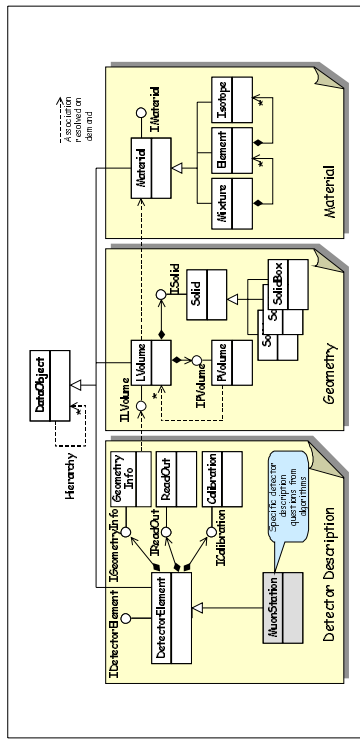 DataObject
*
Hierarchy
Association
resolved on
demand
IDetectorElement
DetectorElement
IGeometryInfo
Geometry
Info
IReadOut
ReadOut
ICalibration
Calibration
MuonStation
Specific detector
description
questions from
algorithms
Detector Description
ILVolume
LVolume
*
ISolid
Solid
IPVolume
PVolume
So
So
SolidBox
Geometry
Material
IMaterial
Mixture
Element
Isotope
*
*
Material